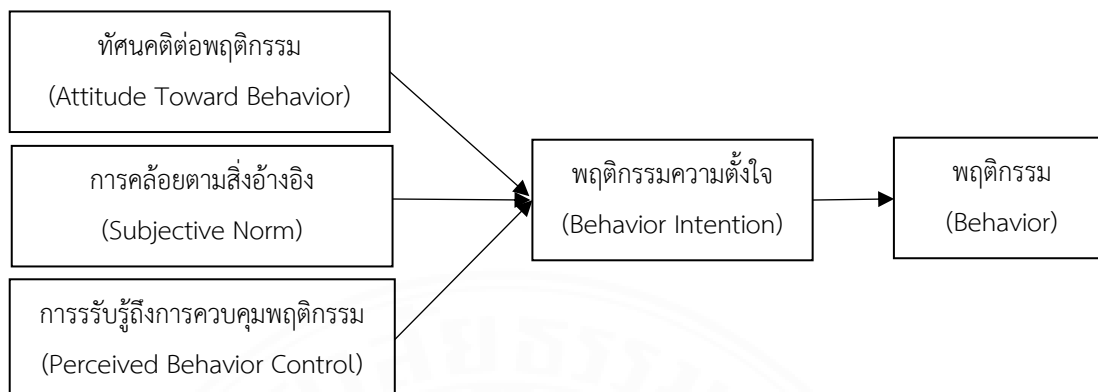 ทัศนคติต่อพฤติกรรม
(Attitude Toward Behavior)
การคล้อยตามสิ่งอ้างอิง
(Subjective Norm)
การรรับรู้ถึงการควบคุมพฤติกรรม
(Perceived Behavior Control)
พฤติกรรมความตั้งใจ
(Behavior Intention)
พฤติกรรม
(Behavior)